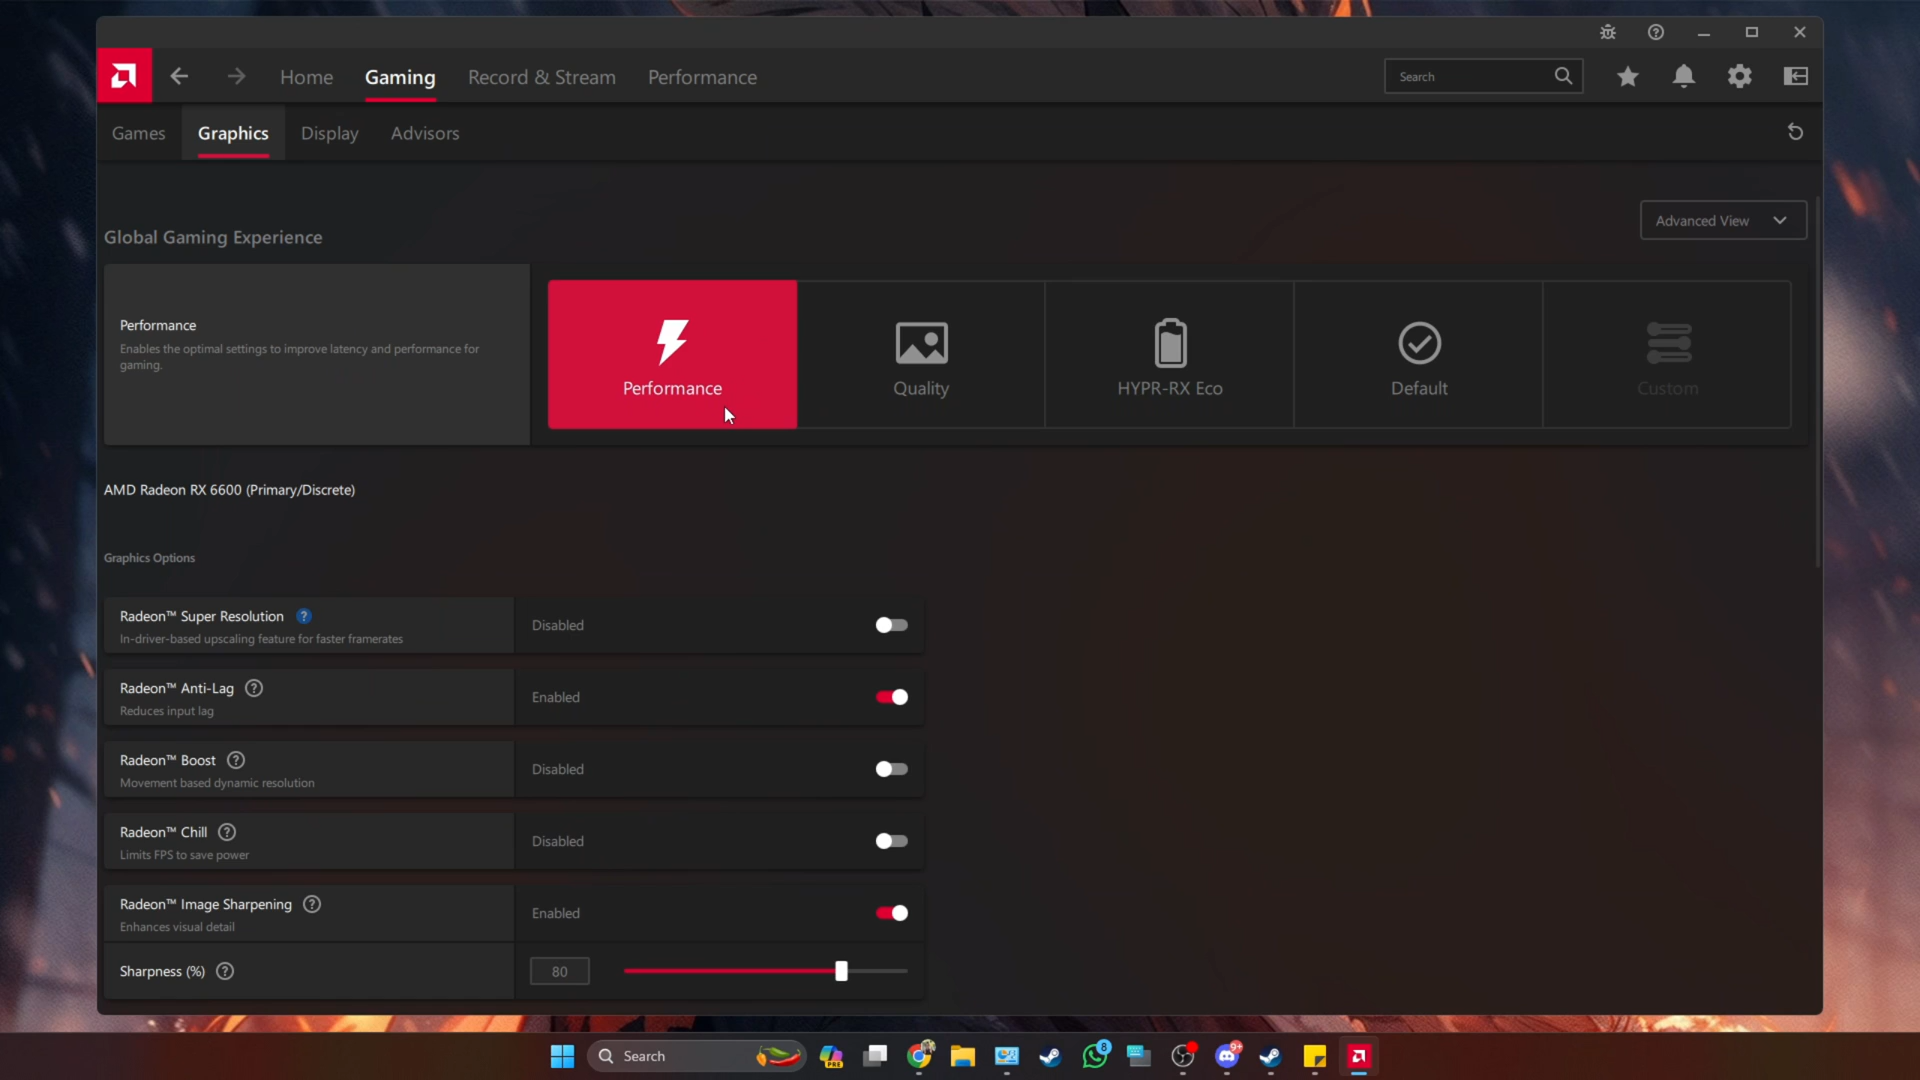 Home
Gaming
Record & Stream
Performance
Search
Games
Graphics
Display
Advisors
Advanced View
Global Gaming Experience
Performance
Enables the optimal settings to improve latency and performance for
gaming.
Performance
Quality
HYPR-RX Eco
Default
Custom
AMD Radeon RX 6600 (Primary/Discrete)
Graphics Options
Radeon™ Super Resolution ?
In-driver-based upscaling feature for faster framerates
Disabled
Radeon™ Anti-Lag ?
Reduces input lag
Enabled
Radeon™ Boost ?
Movement based dynamic resolution
Disabled
Radeon™ Chill ?
Limits FPS to save power
Disabled
Radeon™ Image Sharpening ?
Enhances visual detail
Enabled
Sharpness (%) ?
80
Search
PRE
8
9+